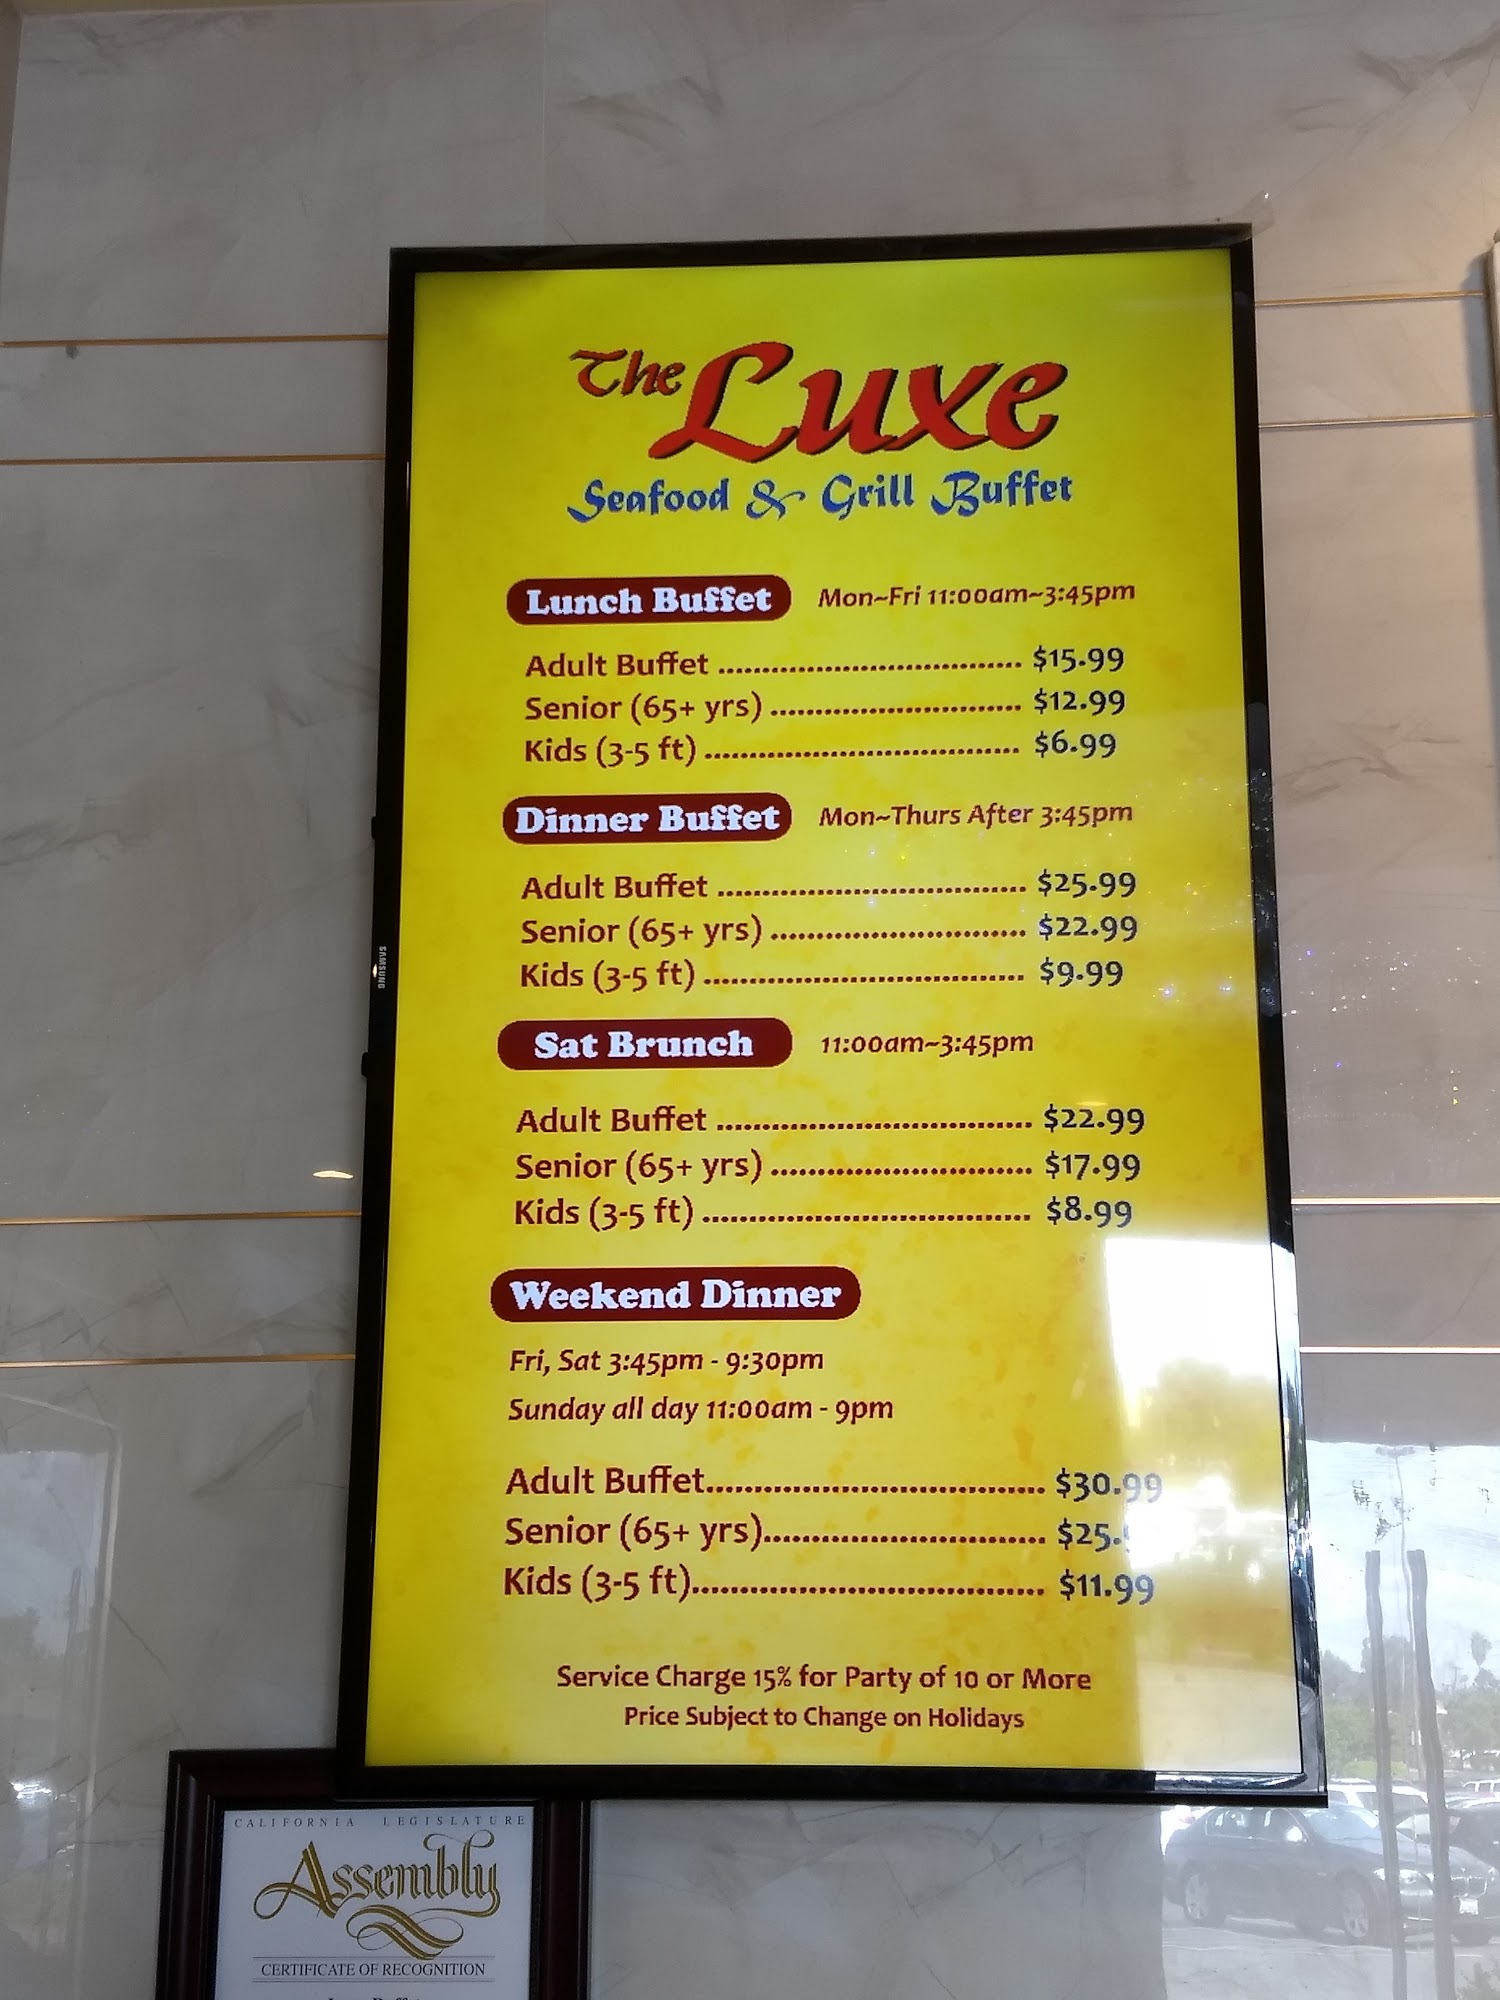 The Luxe
Seafood & Grill Buffet
Lunch Buffet Mon~Fri 11:00am~3:45pm
Adult Buffet .................................. $15.99
Senior (65+ yrs) ............................ $12.99
Kids (3-5 ft) ................................... $6.99
Dinner Buffet Mon~Thurs After 3:45pm
Adult Buffet .................................. $25.99
Senior (65+ yrs) ............................ $22.99
Kids (3-5 ft) ................................... $9.99
Sat Brunch 11:00am~3:45pm
Adult Buffet .................................. $22.99
Senior (65+ yrs) ............................ $17.99
Kids (3-5 ft) ................................... $8.99
Weekend Dinner
Fri, Sat 3:45pm - 9:30pm
Sunday all day 11:00am - 9pm
Adult Buffet.................................... $30.99
Senior (65+ yrs).............................. $25.
Kids (3-5 ft)..................................... $11.99
Service Charge 15% for Party of 10 or More
Price Subject to Change on Holidays
SAMSUNG
CALIFORNIA LEGISLATURE
Assembly
CERTIFICATE OF RECOGNITION